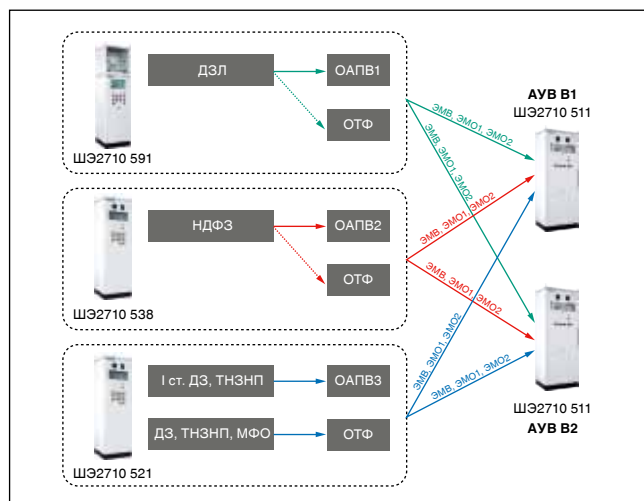 ДЗЛ
ОАПВ1
ОТФ
ШЭ2710 591
НДФЗ
ОАПВ2
ОТФ
ШЭ2710 538
I ст. ДЗ, ТНЗНП
ОАПВ3
ДЗ, ТНЗНП, МФО
ОТФ
ШЭ2710 521
ЭМВ, ЭМО1, ЭМО2
ЭМВ, ЭМО1, ЭМО2
ЭМВ, ЭМО1, ЭМО2
ЭМВ, ЭМО1, ЭМО2
ЭМВ, ЭМО1, ЭМО2
ЭМВ, ЭМО1, ЭМО2
АУВ В1
ШЭ2710 511
ШЭ2710 511
АУВ В2